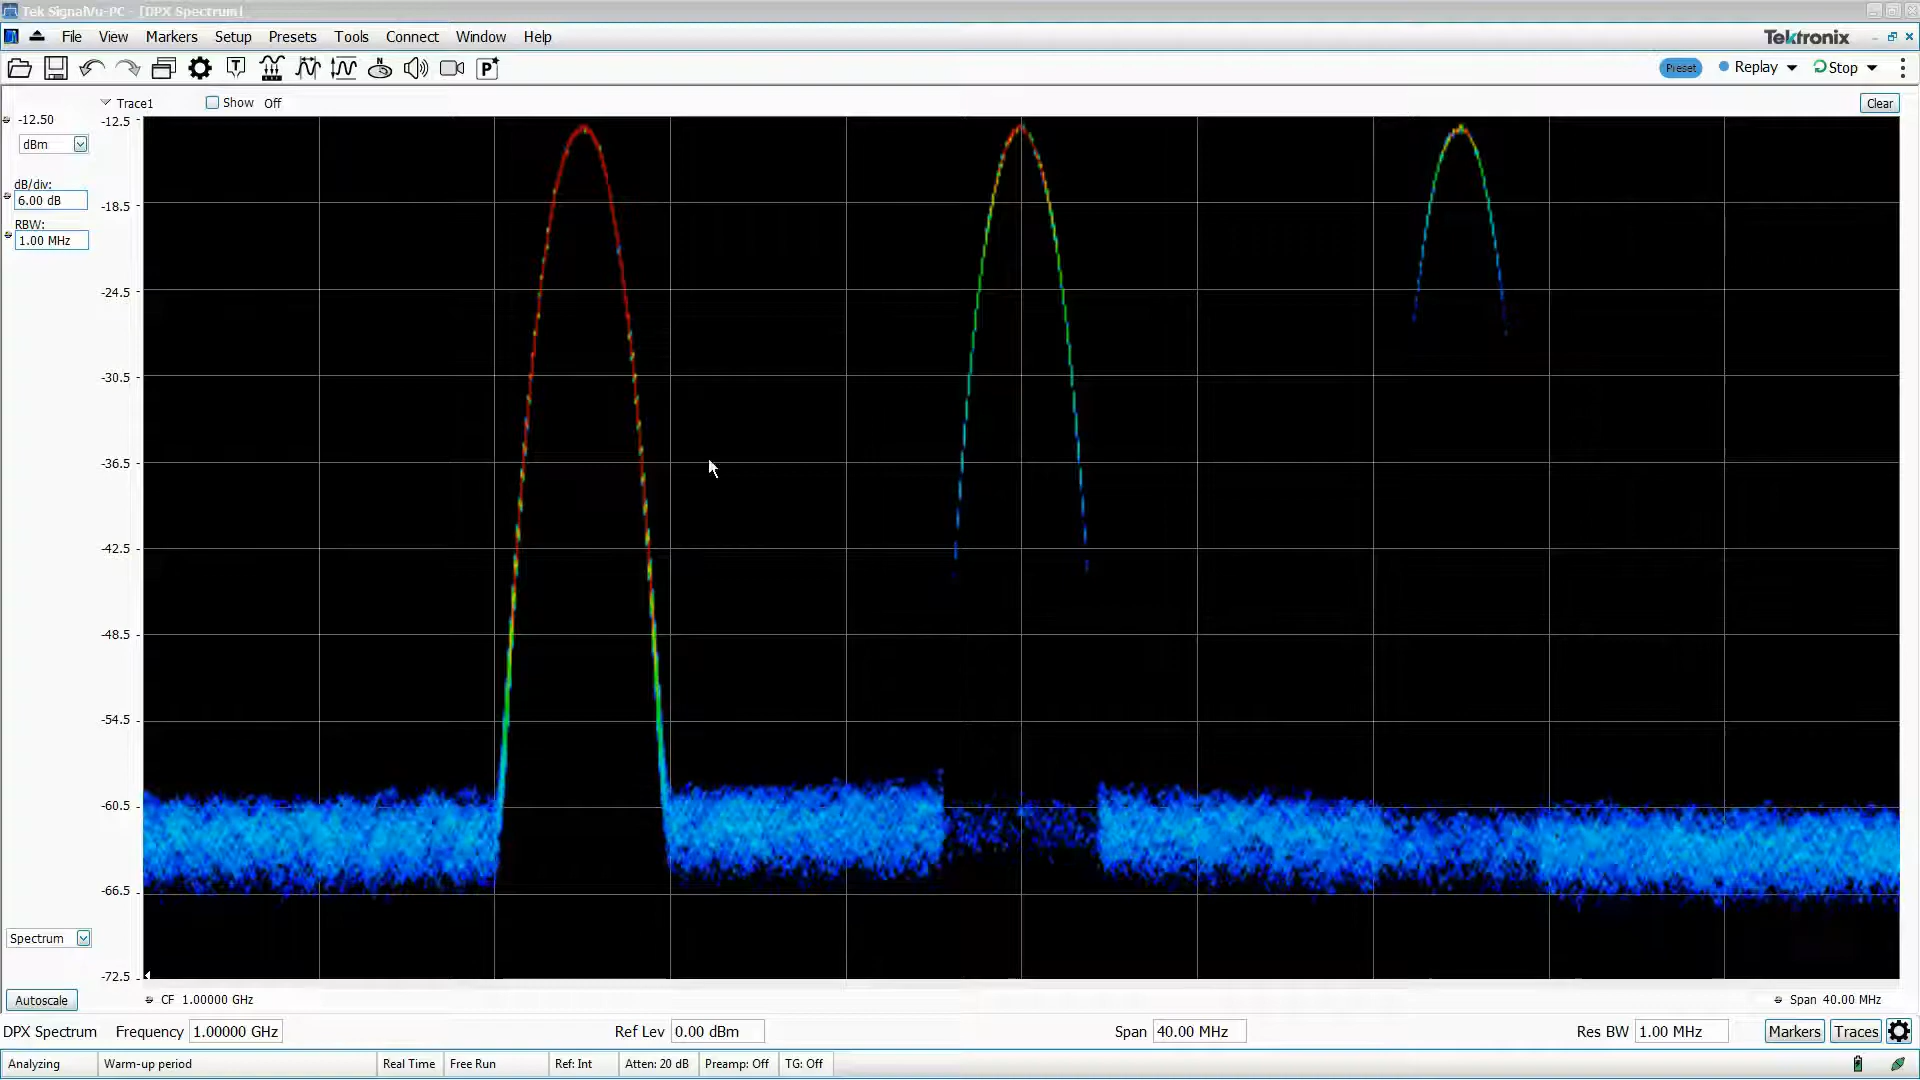 Tek SignalVu-PC - [DPX Spectrum]
File View Markers Setup Presets Tools Connect Window Help
Tektronix
T
N
P
Preset Replay Stop
Trace1 Show Off
Clear
-12.50
dBm
dB/div:
6.00 dB
RBW:
1.00 MHz
-12.5
-18.5
-24.5
-30.5
-36.5
-42.5
-48.5
-54.5
-60.5
-66.5
-72.5
Spectrum
Autoscale
CF 1.00000 GHz
Span 40.00 MHz
DPX Spectrum Frequency 1.00000 GHz Ref Lev 0.00 dBm Span 40.00 MHz Res BW 1.00 MHz Markers Traces
Analyzing Warm-up period Real Time Free Run Ref: Int Atten: 20 dB Preamp: Off TG: Off